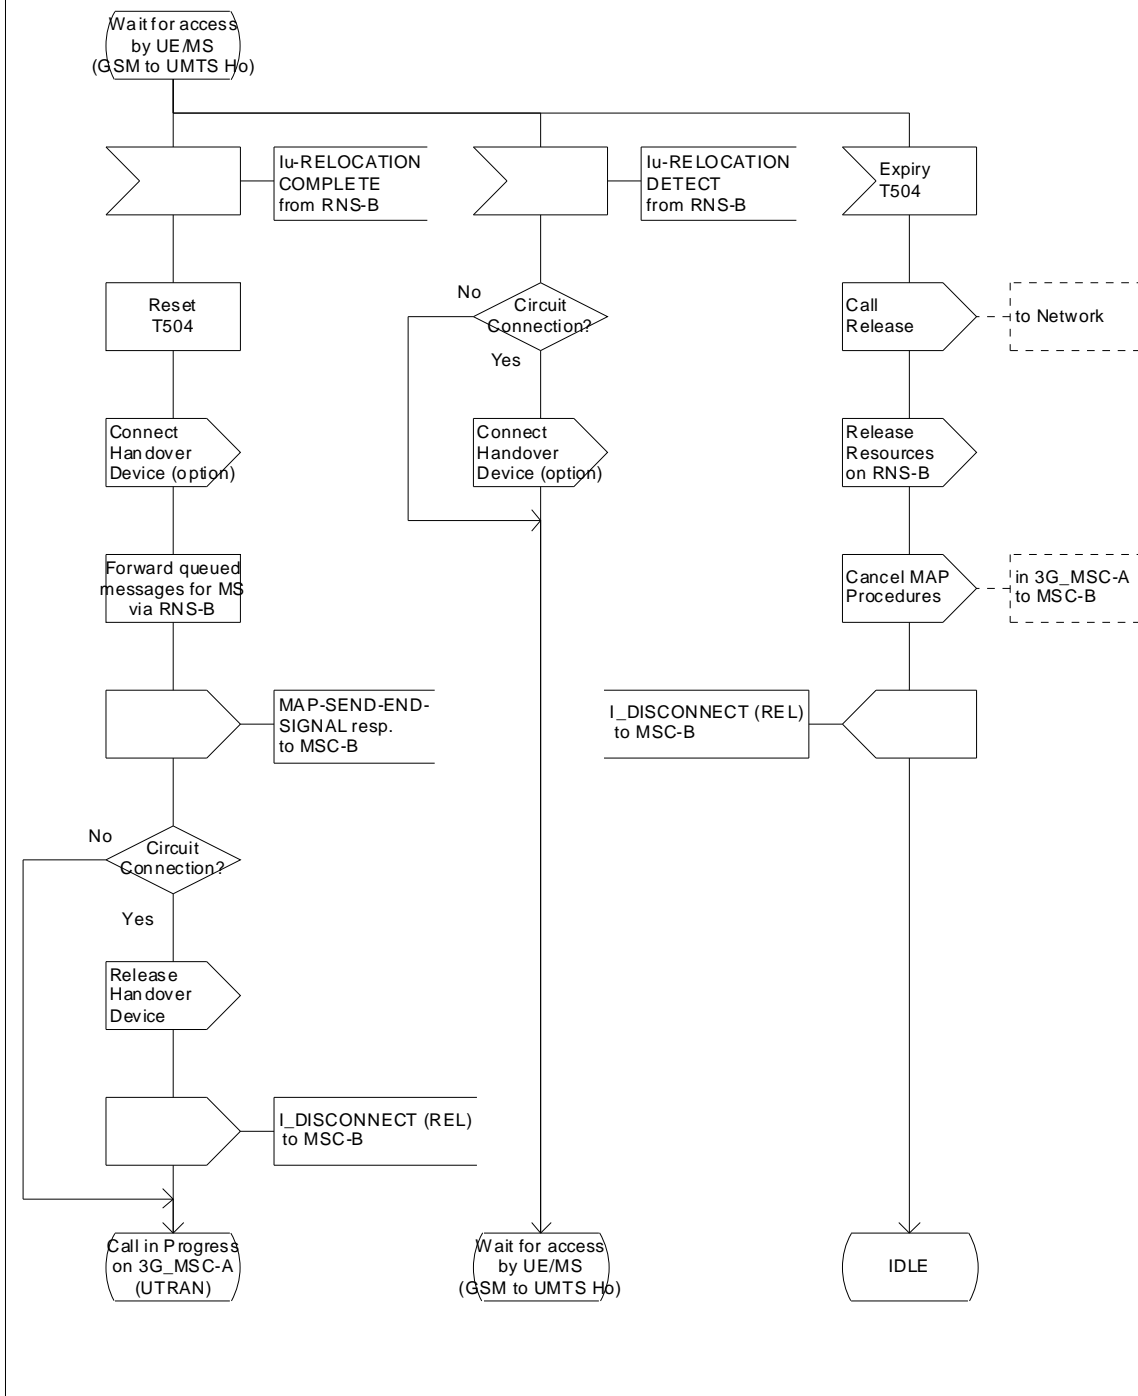 Wait for access
by UE/MS
(GSM to UMTS Ho)
Iu-RELOCATION
COMPLETE
from RNS-B
Iu-RELOCATION
DETECT
from RNS-B
Expiry
T504
Reset
T504
No
Circuit
Connection?
Yes
Call
Release
to Network
Connect
Handover
Device (option)
Connect
Handover
Device (option)
Release
Resources
on RNS-B
Forward queued
messages for MS
via RNS-B
Cancel MAP
Procedures
in 3G_MSC-A
to MSC-B
MAP-SEND-END-
SIGNAL resp.
to MSC-B
I_DISCONNECT (REL)
to MSC-B
No
Circuit
Connection?
Yes
Release
Handover
Device
I_DISCONNECT (REL)
to MSC-B
Call in Progress
on 3G_MSC-A
(UTRAN)
Wait for access
by UE/MS
(GSM to UMTS Ho)
IDLE